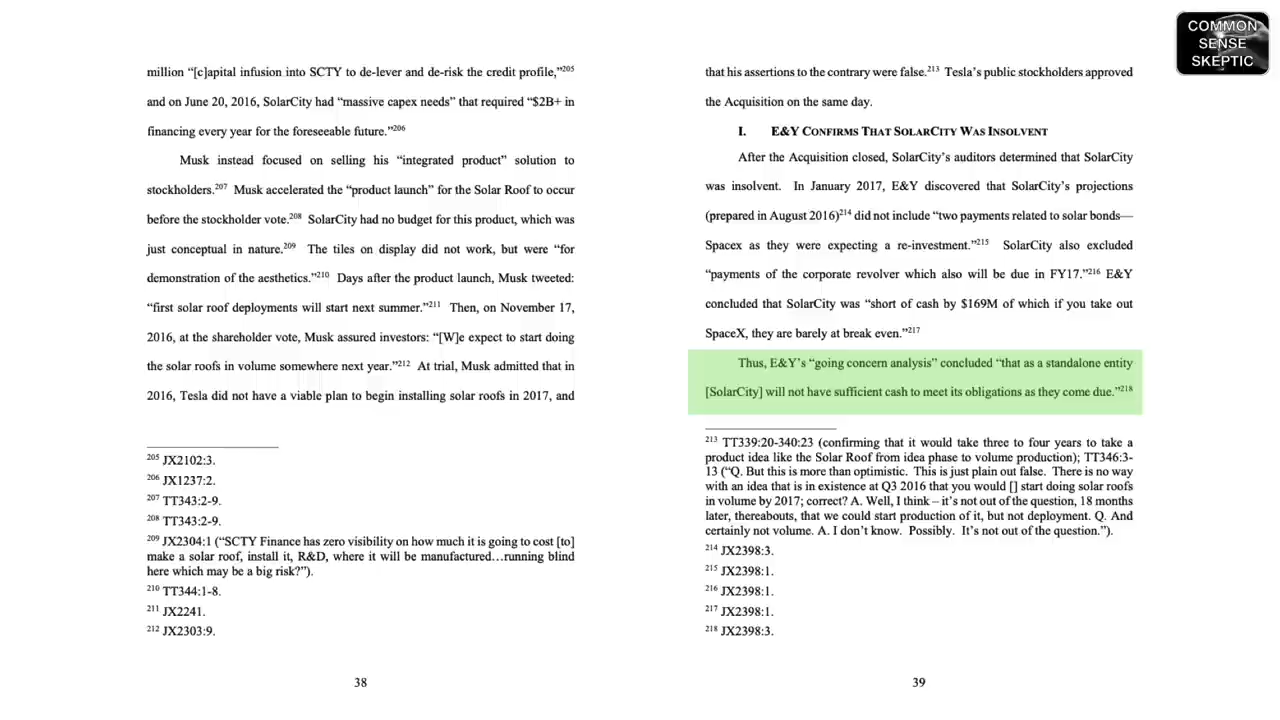 COMMON
SENSE
SKEPTIC
million “[c]apital infusion into SCTY to de-lever and de-risk the credit profile,”205
and on June 20, 2016, SolarCity had “massive capex needs” that required “$2B+ in
financing every year for the foreseeable future.”206
Musk instead focused on selling his “integrated product” solution to
stockholders.207 Musk accelerated the “product launch” for the Solar Roof to occur
before the stockholder vote.208 SolarCity had no budget for this product, which was
just conceptual in nature.209 The tiles on display did not work, but were “for
demonstration of the aesthetics.”210 Days after the product launch, Musk tweeted:
“first solar roof deployments will start next summer.”211 Then, on November 17,
2016, at the shareholder vote, Musk assured investors: “[W]e expect to start doing
the solar roofs in volume somewhere next year.”212 At trial, Musk admitted that in
2016, Tesla did not have a viable plan to begin installing solar roofs in 2017, and
205 JX2102:3.
206 JX1237:2.
207 TT343:2-9.
208 TT343:2-9.
209 JX2304:1 (“SCTY Finance has zero visibility on how much it is going to cost [to]
make a solar roof, install it, R&D, where it will be manufactured…running blind
here which may be a big risk?”).
210 TT344:1-8.
211 JX2241.
212 JX2303:9.
38
that his assertions to the contrary were false.213 Tesla’s public stockholders approved
the Acquisition on the same day.
I. E&Y CONFIRMS THAT SOLARCITY WAS INSOLVENT
After the Acquisition closed, SolarCity’s auditors determined that SolarCity
was insolvent. In January 2017, E&Y discovered that SolarCity’s projections
(prepared in August 2016)214 did not include “two payments related to solar bonds—
Spacex as they were expecting a re-investment.”215 SolarCity also excluded
“payments of the corporate revolver which also will be due in FY17.”216 E&Y
concluded that SolarCity was “short of cash by $169M of which if you take out
SpaceX, they are barely at break even.”217
Thus, E&Y’s “going concern analysis” concluded “that as a standalone entity
[SolarCity] will not have sufficient cash to meet its obligations as they come due.”218
213 TT339:20-340:23 (confirming that it would take three to four years to take a
product idea like the Solar Roof from idea phase to volume production); TT346:3-
13 (“Q. But this is more than optimistic. This is just plain out false. There is no way
with an idea that is in existence at Q3 2016 that you would [] start doing solar roofs
in volume by 2017; correct? A. Well, I think – it’s not out of the question, 18 months
later, thereabouts, that we could start production of it, but not deployment. Q. And
certainly not volume. A. I don’t know. Possibly. It’s not out of the question.”).
214 JX2398:3.
215 JX2398:1.
216 JX2398:1.
217 JX2398:1.
218 JX2398:3.
39